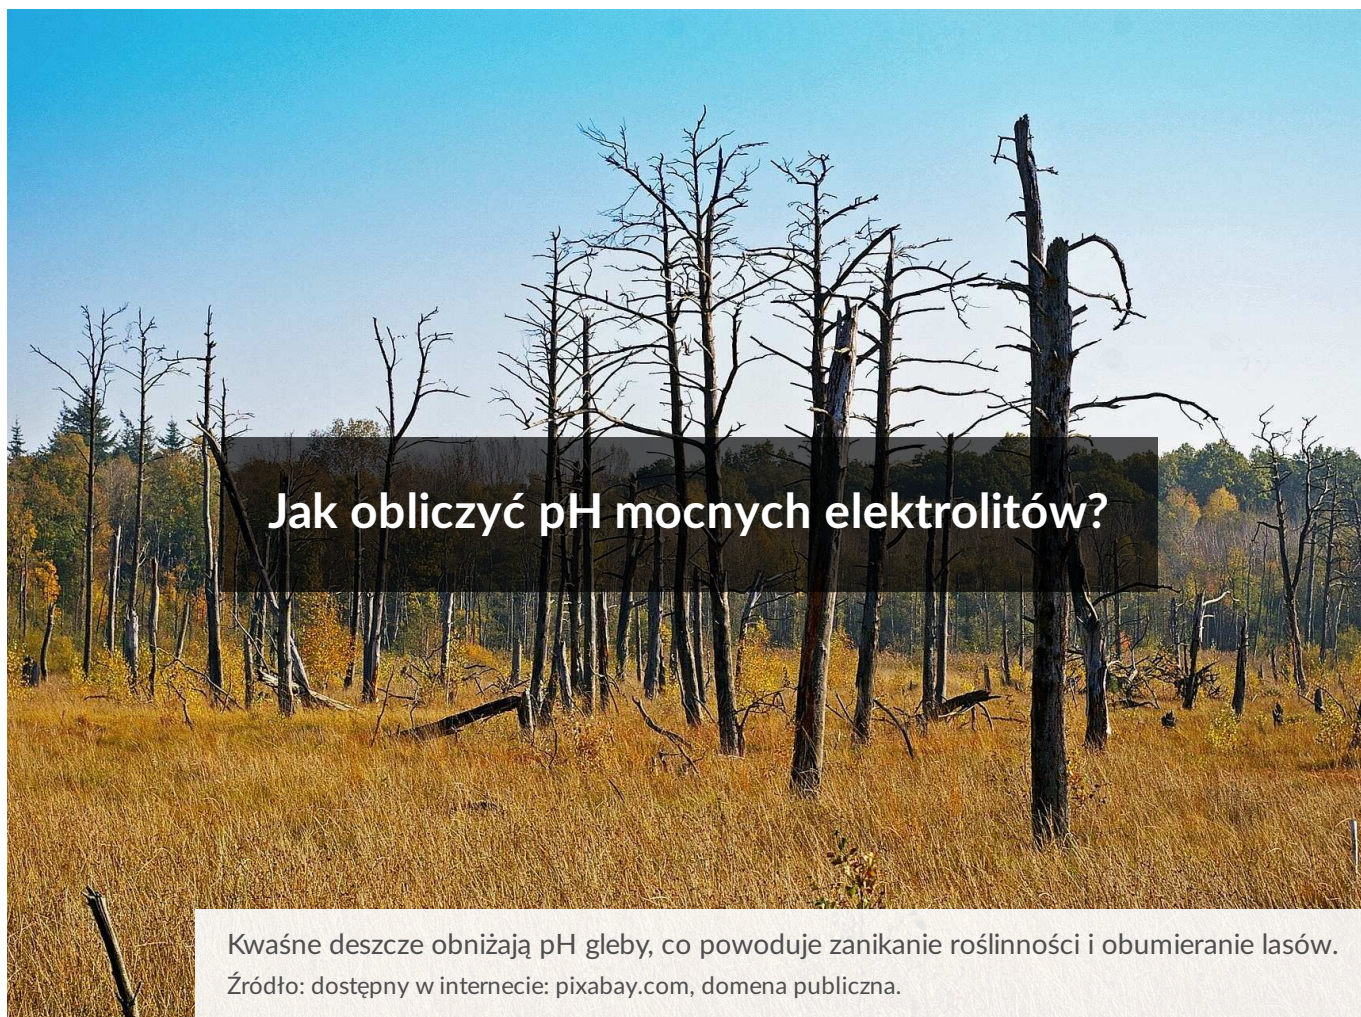 Jak obliczyć pH mocnych elektrolitów?
Kwaśne deszcze obniżają pH gleby, co powoduje zanikanie roślinności i obumieranie lasów.
Źródło: dostępny w internecie: pixabay.com, domena publiczna.